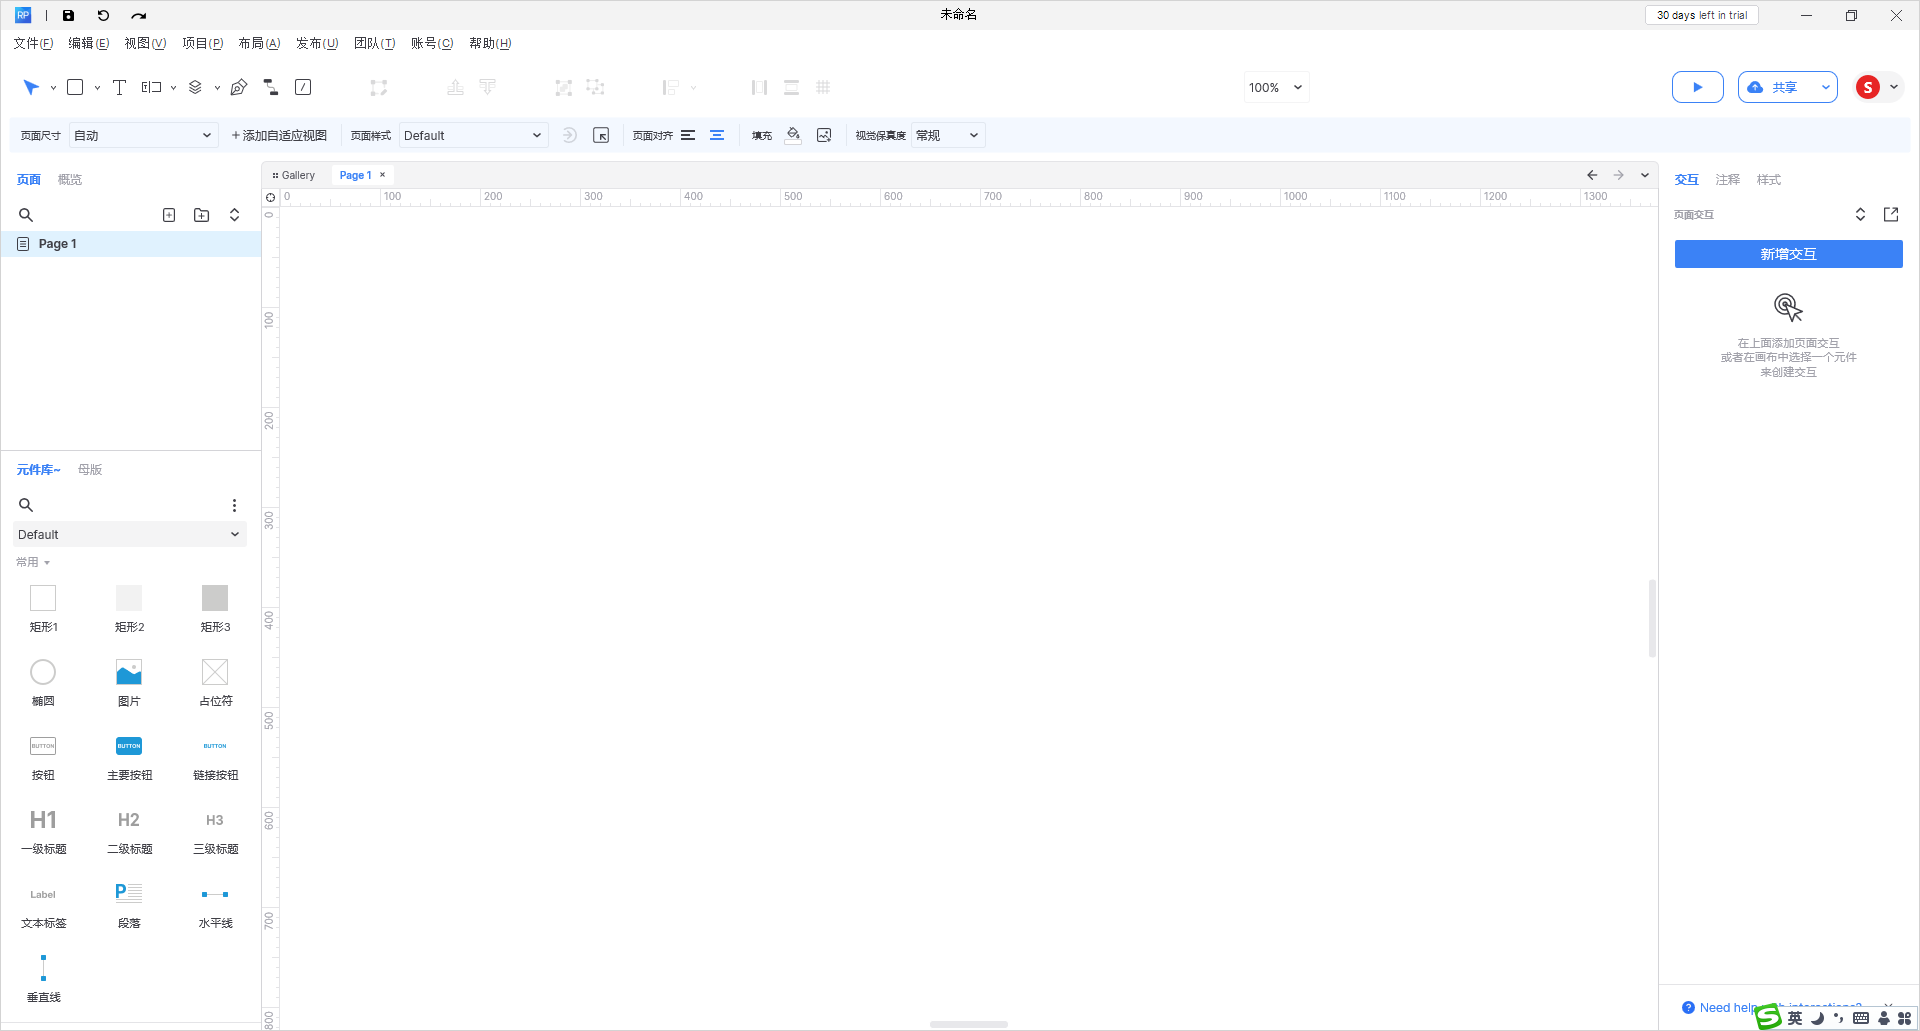 RP
未命名
30 days left in trial
文件(F) 编辑(E) 视图(V) 项目(P) 布局(A) 发布(U) 团队(T) 账号(C) 帮助(H)
100%
共享
S
页面尺寸 自动 +添加自适应视图 页面样式 Default 页面对齐 填充 视觉保真度 常规
页面 概览
Gallery Page 1 ×
交互 注释 样式
0 100 200 300 400 500 600 700 800 900 1000 1100 1200 1300
0 100 200 300 400 500 600 700 800
页面交互
Page 1
新增交互
在上面添加页面交互
或者在画布中选择一个元件
来创建交互
元件库~ 母版
Default
常用
矩形1 矩形2 矩形3
椭圆 图片 占位符
BUTTON BUTTON BUTTON
按钮 主要按钮 链接按钮
H1 H2 H3
一级标题 二级标题 三级标题
Label P
文本标签 段落 水平线
垂直线
? Need help
S 英